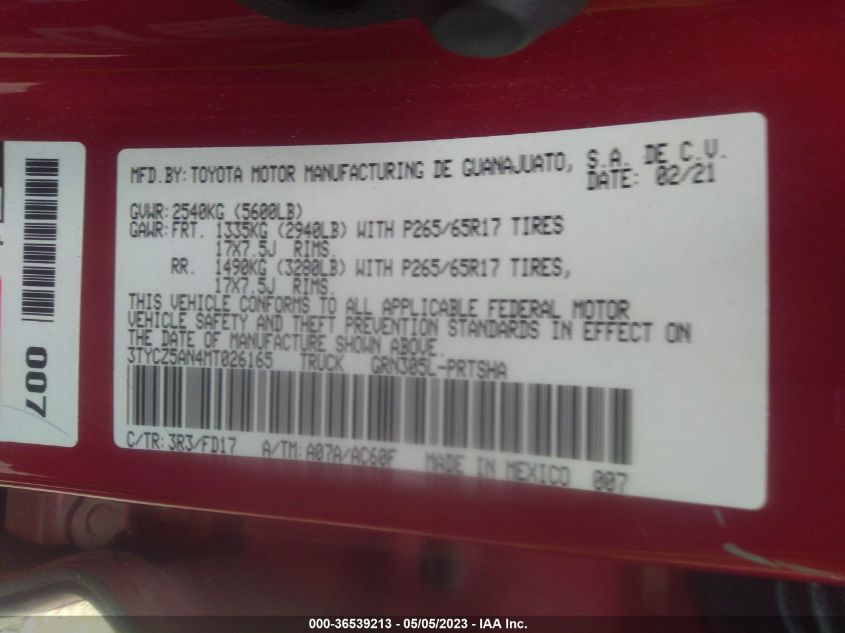 MFD.BY: TOYOTA MOTOR MANUFACTURING DE GUANAJUATO, S.A. DE C.V.
DATE: 02/21
GVWR: 2540KG (5600LB)
GAWR: FRT. 1335KG (2940LB) WITH P265/65R17 TIRES
17X7.5J RIMS.
RR. 1490KG (3280LB) WITH P265/65R17 TIRES,
17X7.5J RIMS.
THIS VEHICLE CONFORMS TO ALL APPLICABLE FEDERAL MOTOR
VEHICLE SAFETY AND THEFT PREVENTION STANDARDS IN EFFECT ON
THE DATE OF MANUFACTURE SHOWN ABOVE.
3TYCZ5AN4MT026165 TRUCK GRN305L-PRTSHA
C/TR: 3R3/FD17 A/TM: A07A/AC60F MADE IN MEXICO 007
007
000-36539213 - 05/05/2023 - IAA Inc.